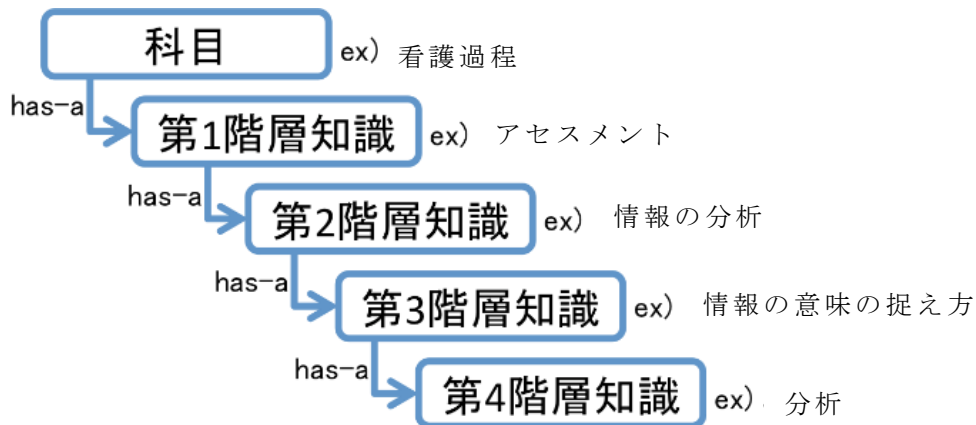 科目 ex) 看護過程
has-a
第1階層知識 ex) アセスメント
has-a
第2階層知識 ex) 情報の分析
has-a
第3階層知識 ex) 情報の意味の捉え方
has-a
第4階層知識 ex) 分析